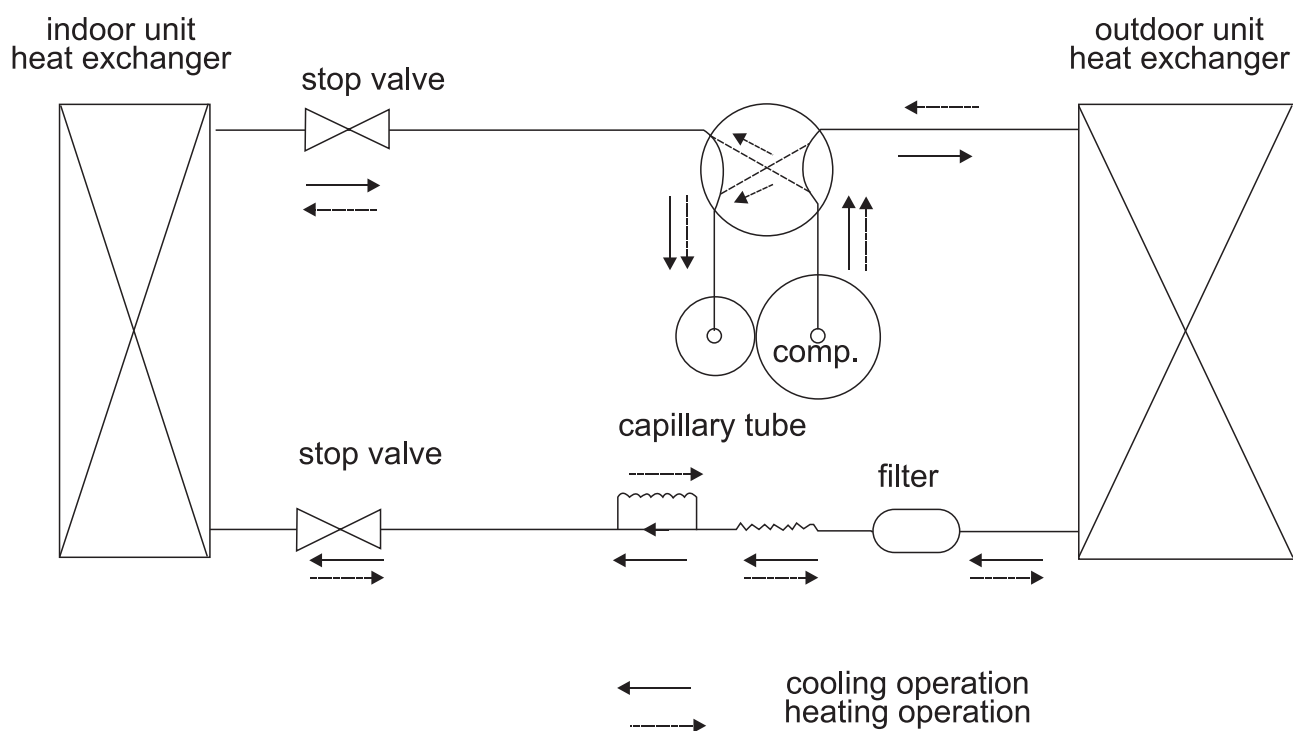 indoor unit
heat exchanger
outdoor unit
heat exchanger
stop valve
comp.
capillary tube
stop valve
filter
cooling operation
heating operation